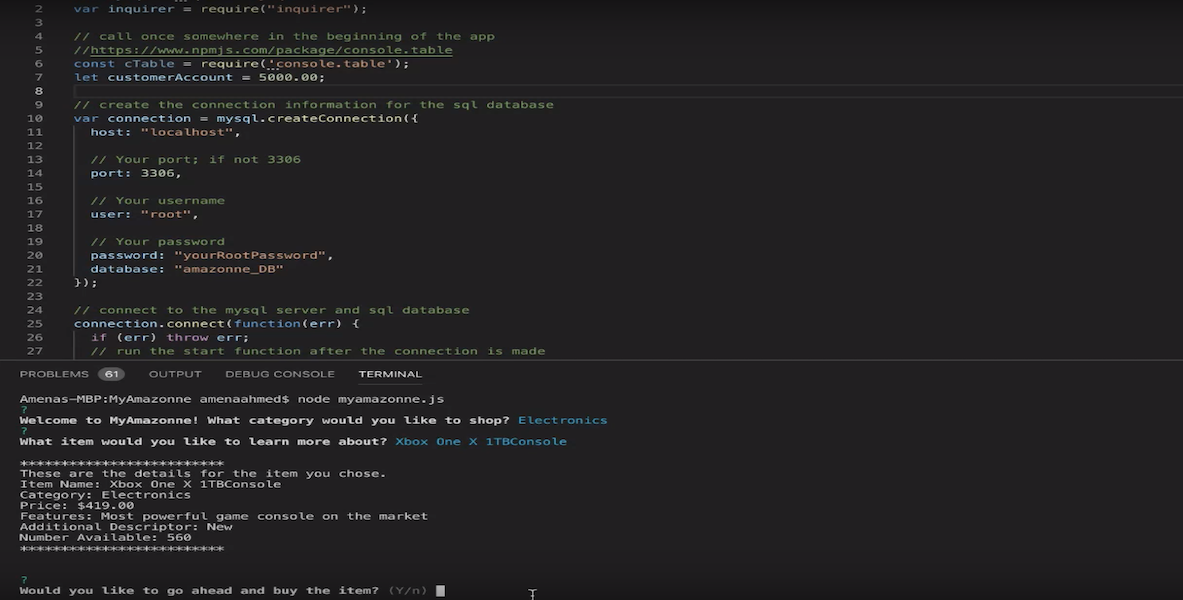 2 var inquirer = require("inquirer");
3
4 // call once somewhere in the beginning of the app
5 //https://www.npmjs.com/package/console.table
6 const cTable = require('console.table');
7 let customerAccount = 5000.00;
8
9 // create the connection information for the sql database
10 var connection = mysql.createConnection({
11 host: "localhost",
12
13 // Your port; if not 3306
14 port: 3306,
15
16 // Your username
17 user: "root",
18
19 // Your password
20 password: "yourRootPassword",
21 database: "amazonne_DB"
22 });
23
24 // connect to the mysql server and sql database
25 connection.connect(function(err) {
26 if (err) throw err;
27 // run the start function after the connection is made
PROBLEMS 61 OUTPUT DEBUG CONSOLE TERMINAL
Amenas-MBP:MyAmazonne amenaahmed$ node myamazonne.js
?
Welcome to MyAmazonne! What category would you like to shop? Electronics
?
What item would you like to learn more about? Xbox One X 1TBConsole
*************************
These are the details for the item you chose.
Item Name: Xbox One X 1TBConsole
Category: Electronics
Price: $419.00
Features: Most powerful game console on the market
Additional Descriptor: New
Number Available: 560
*************************
?
Would you like to go ahead and buy the item? (Y/n)